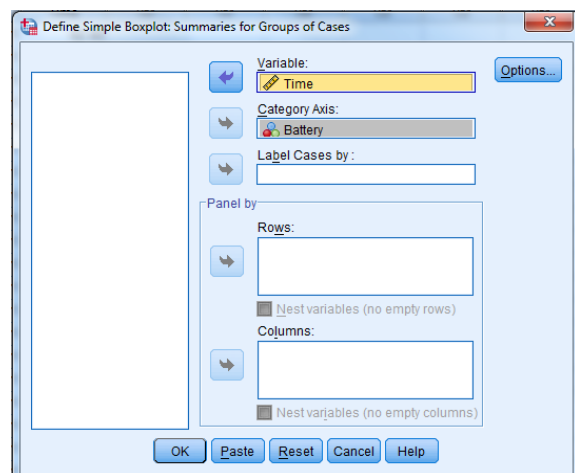 Define Simple Boxplot: Summaries for Groups of Cases
Variable:
Time
Options...
Category Axis:
Battery
Label Cases by:
Panel by
Rows:
Nest variables (no empty rows)
Columns:
Nest variables (no empty columns)
OK
Paste
Reset
Cancel
Help